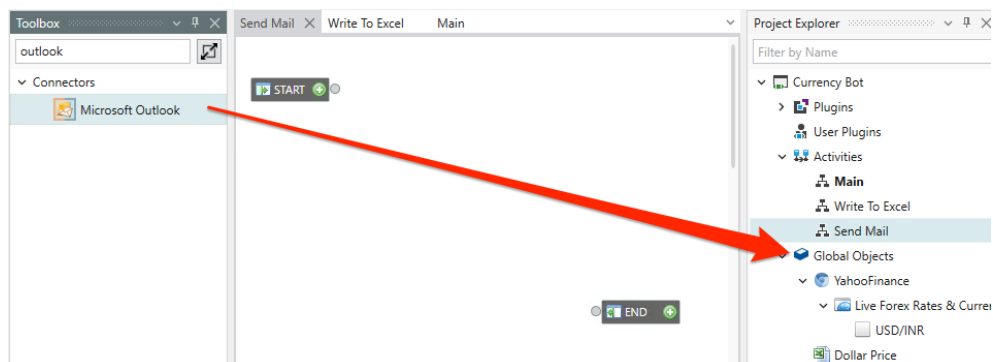 Toolbox
outlook
Connectors
Microsoft Outlook
Send Mail
Write To Excel
Main
START
END
Project Explorer
Filter by Name
Currency Bot
Plugins
User Plugins
Activities
Main
Write To Excel
Send Mail
Global Objects
YahooFinance
Live Forex Rates & Curre
USD/INR
Dollar Price